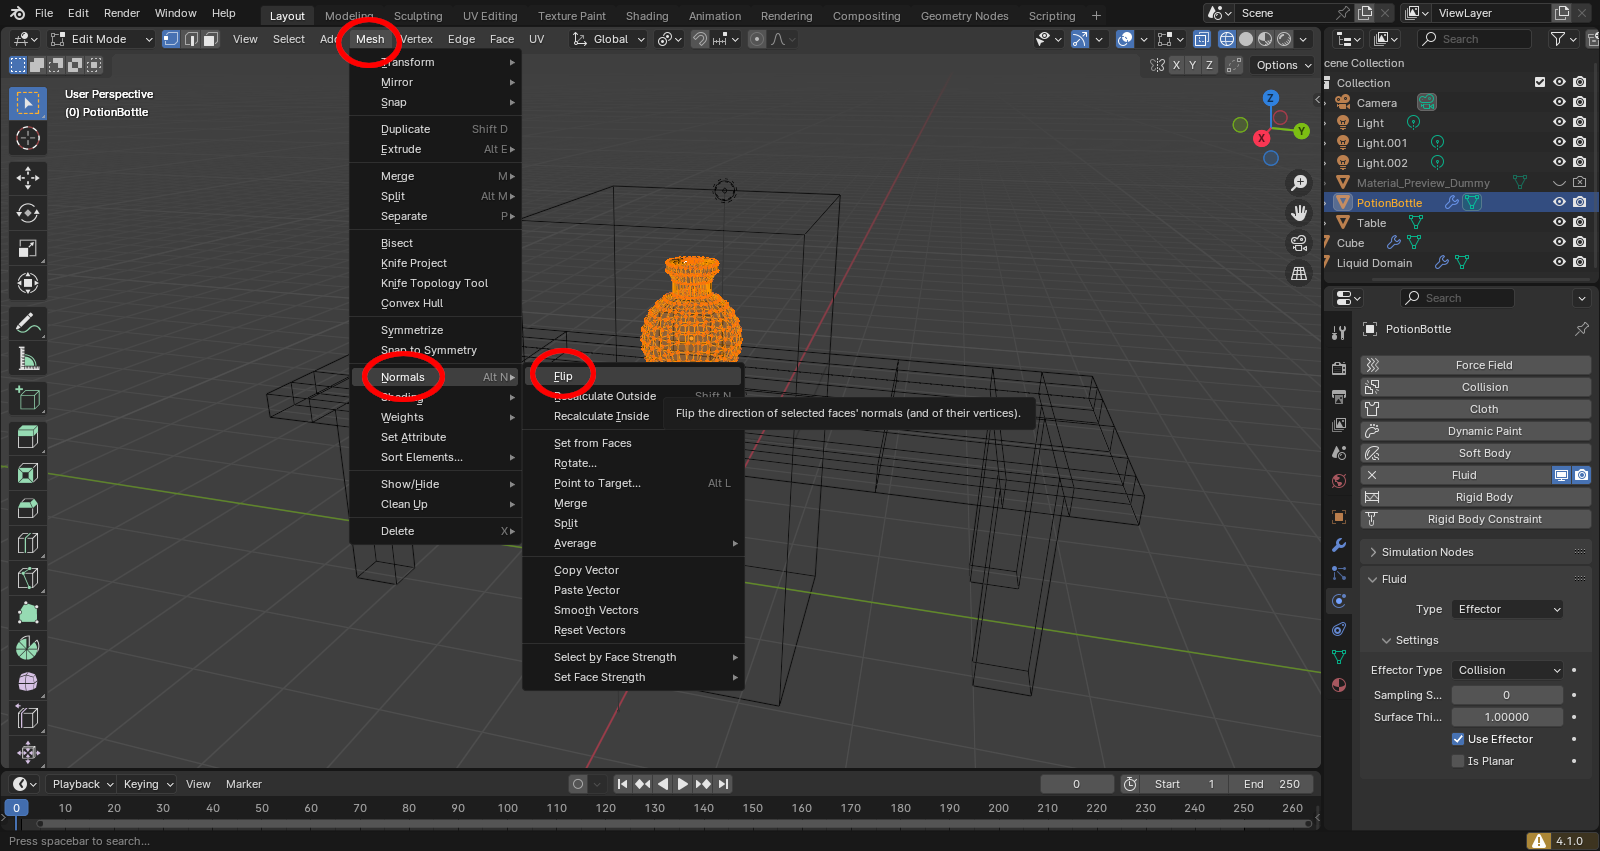 File Edit Render Window Help Layout Modeling Sculpting UV Editing Texture Paint Shading Animation Rendering Compositing Geometry Nodes Scripting + Scene ViewLayer
Edit Mode View Select Add Mesh Vertex Edge Face UV Global Search
X Y Z Options
User Perspective
(0) PotionBottle
Transform
Mirror
Snap
Duplicate Shift D
Extrude Alt E
Merge M
Split Alt M
Separate P
Bisect
Knife Project
Knife Topology Tool
Convex Hull
Symmetrize
Snap to Symmetry
Normals Alt N
Shading
Weights
Set Attribute
Sort Elements...
Show/Hide
Clean Up
Delete X
Flip
Recalculate Outside Shift N
Recalculate Inside
Flip the direction of selected faces' normals (and of their vertices).
Set from Faces
Rotate...
Point to Target... Alt L
Merge
Split
Average
Copy Vector
Paste Vector
Smooth Vectors
Reset Vectors
Select by Face Strength
Set Face Strength
Z
Y
X
cene Collection
Collection
Camera
Light
Light.001
Light.002
Material_Preview_Dummy
PotionBottle
Table
Cube
Liquid Domain
Search
PotionBottle
Force Field
Collision
Cloth
Dynamic Paint
Soft Body
Fluid
Rigid Body
Rigid Body Constraint
Simulation Nodes
Fluid
Type Effector
Settings
Effector Type Collision
Sampling S... 0
Surface Thi... 1.00000
Use Effector
Is Planar
Playback Keying View Marker 0 Start 1 End 250
0 10 20 30 40 50 60 70 80 90 100 110 120 130 140 150 160 170 180 190 200 210 220 230 240 250 260
Press spacebar to search... 4.1.0